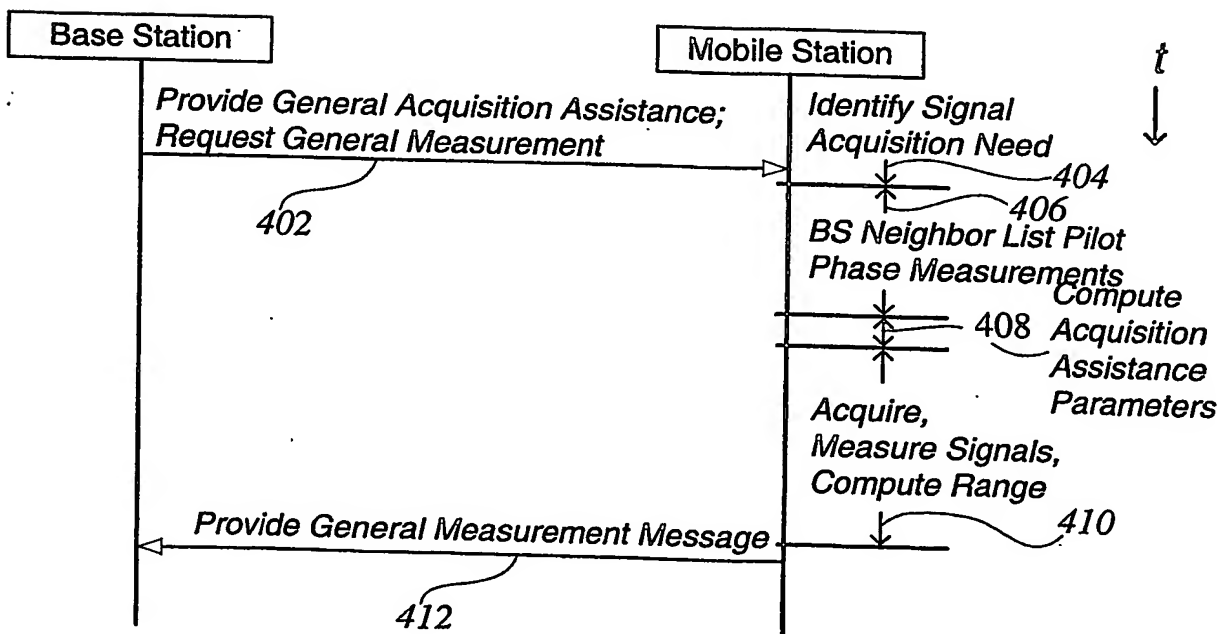 Base Station
Mobile Station
t
Provide General Acquisition Assistance;
Request General Measurement
402
Identify Signal
Acquisition Need
404
406
BS Neighbor List Pilot
Phase Measurements
408
Compute
Acquisition
Assistance
Parameters
Acquire,
Measure Signals,
Compute Range
410
Provide General Measurement Message
412